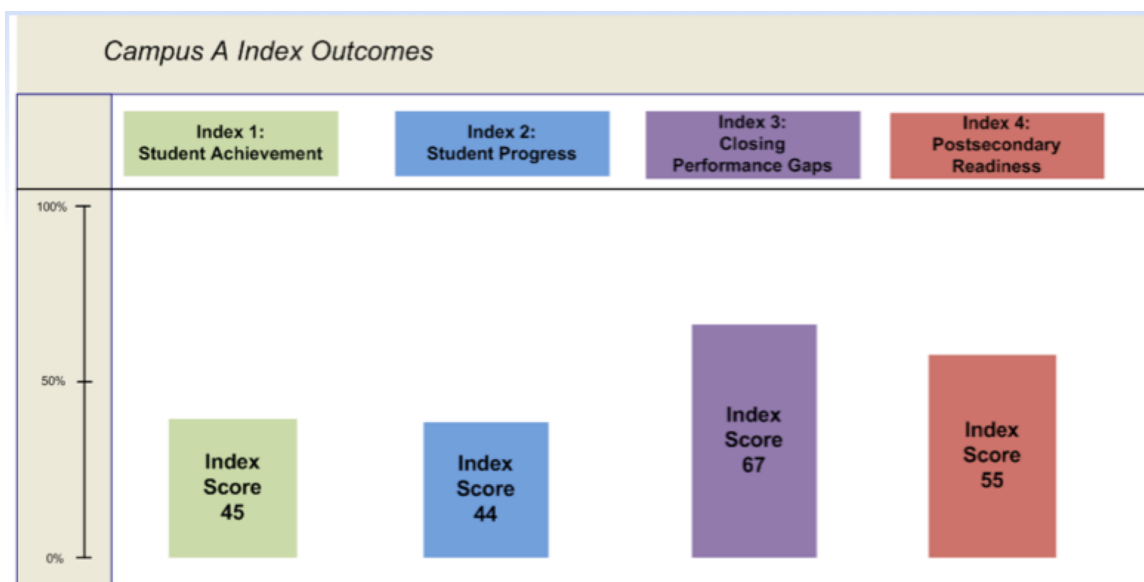 Campus A Index Outcomes
Index 1:
Student Achievement
Index 2:
Student Progress
Index 3:
Closing
Performance Gaps
Index 4:
Postsecondary
Readiness
100%
50%
0%
Index
Score
45
Index
Score
44
Index
Score
67
Index
Score
55